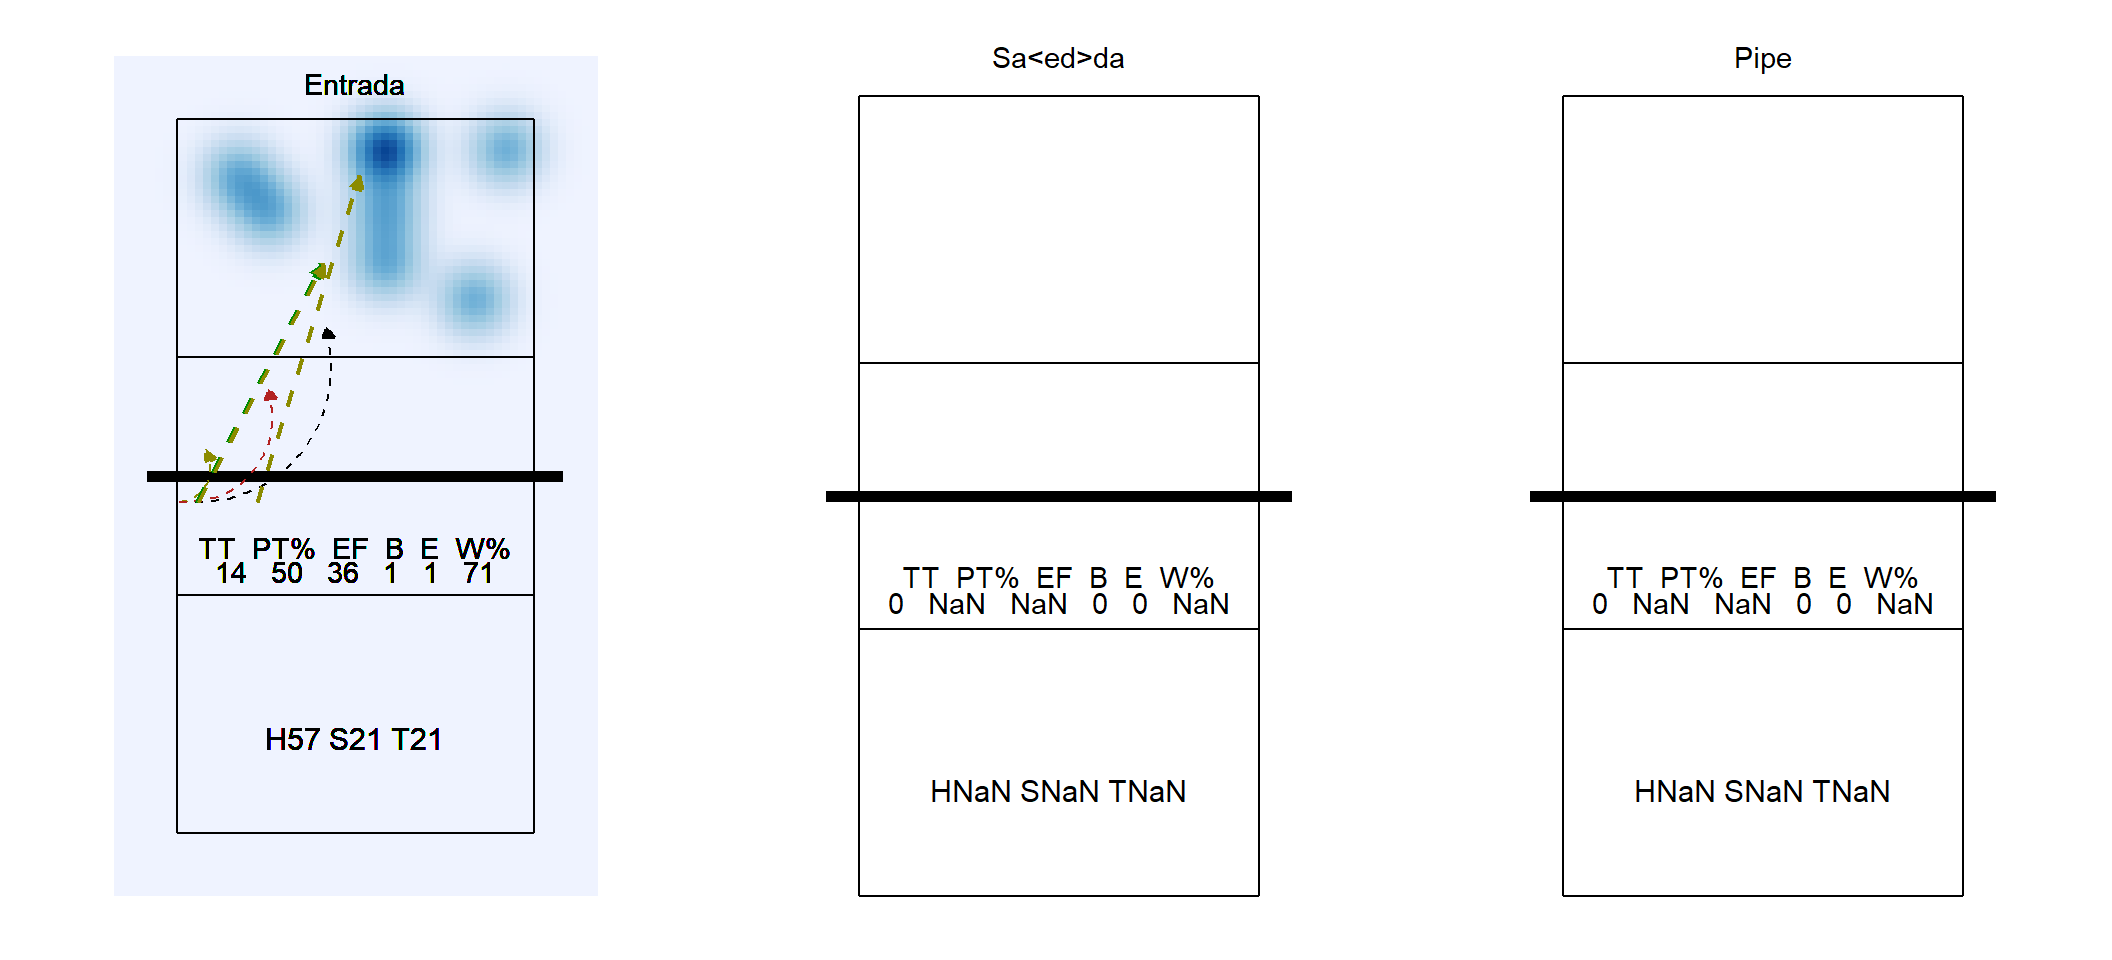 Entrada
TT PT% EF B E W%
14 50 36 1 1 71
H57 S21 T21
Sa<ed>da
TT PT% EF B E W%
0 NaN NaN 0 0 NaN
HNaN SNaN TNaN
Pipe
TT PT% EF B E W%
0 NaN NaN 0 0 NaN
HNaN SNaN TNaN